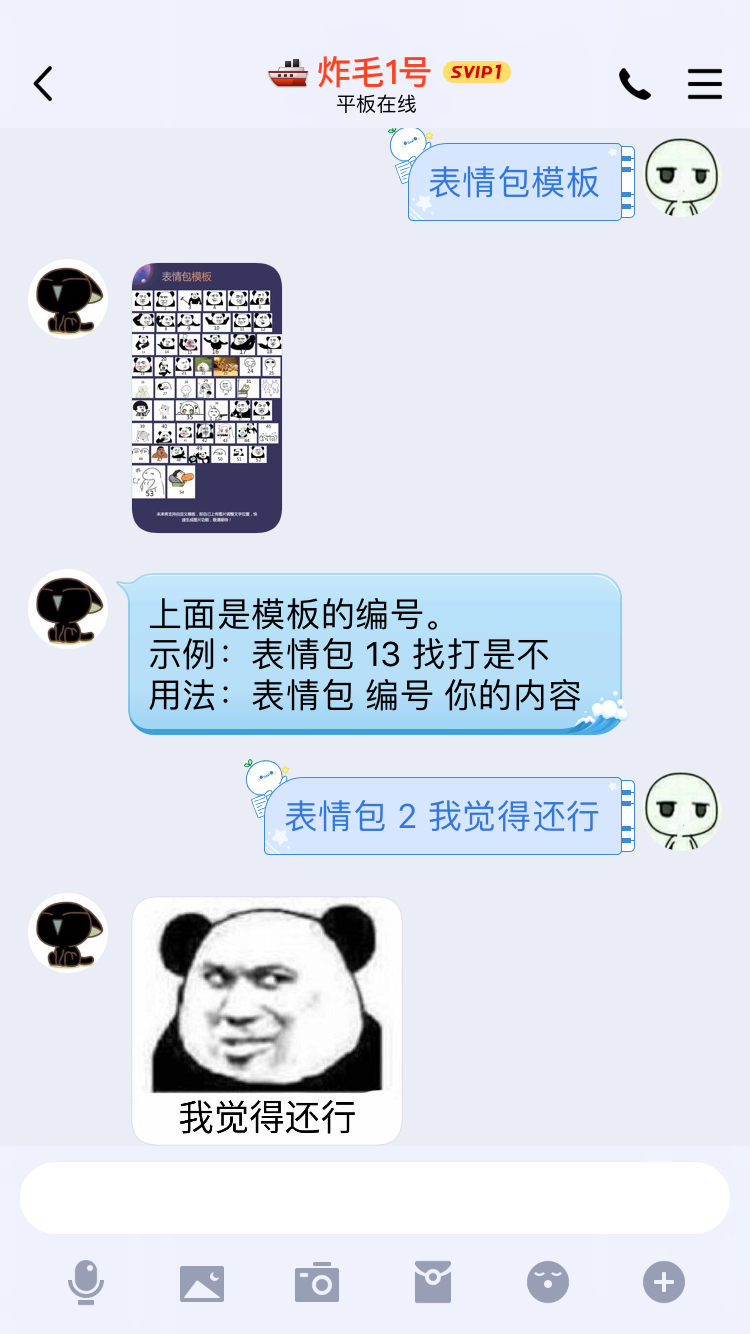 炸毛1号 SVIP1
平板在线
表情包模板
表情包模板
上面是模板的编号。
示例：表情包 13 找打是不
用法：表情包 编号 你的内容
表情包 2 我觉得还行
我觉得还行